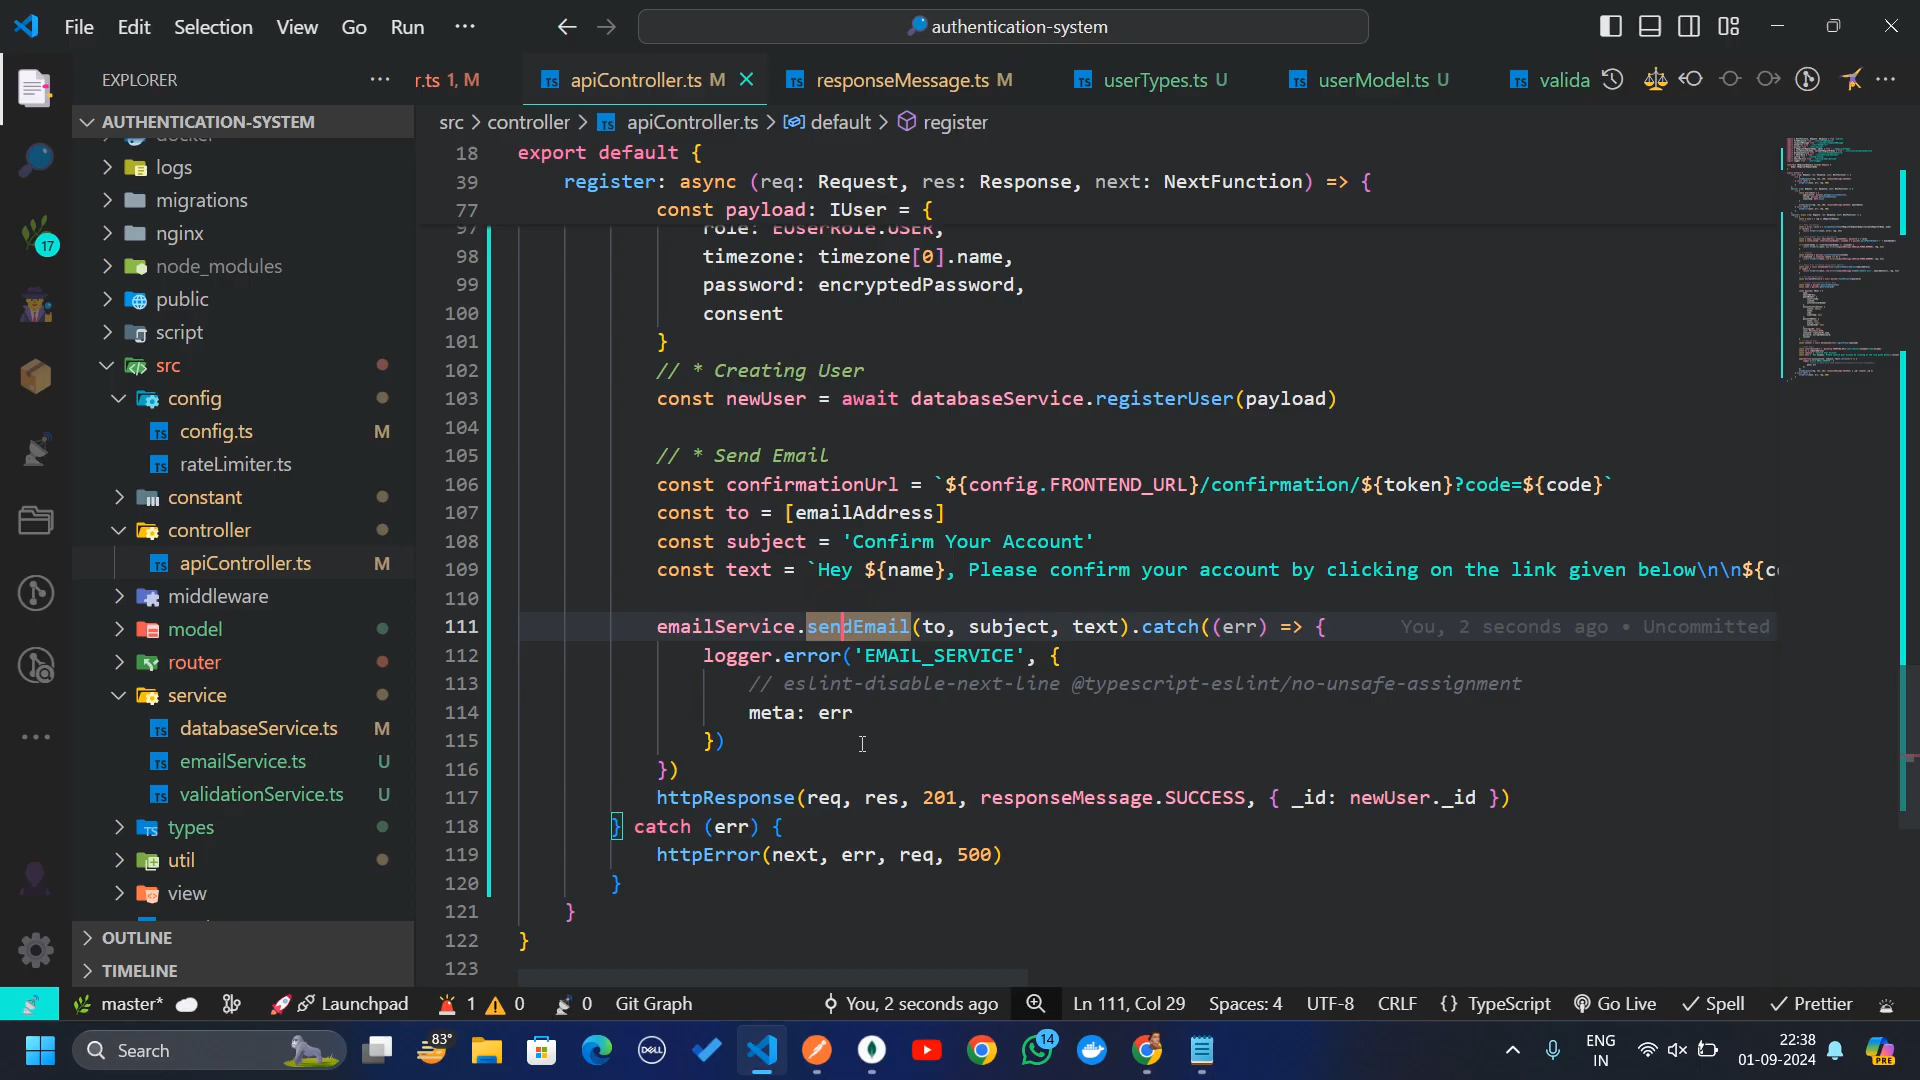 File Edit Selection View Go Run ···
authentication-system
EXPLORER ···
r.ts 1, M
apiController.ts M
responseMessage.ts M
userTypes.ts U
userModel.ts U
valida
AUTHENTICATION-SYSTEM
src > controller > apiController.ts > default > register
docker
logs
migrations
nginx
node_modules
public
script
src
config
config.ts M
rateLimiter.ts
constant
controller
apiController.ts M
middleware
model
router
service
databaseService.ts M
emailService.ts U
validationService.ts U
types
util
view
OUTLINE
TIMELINE
17
18 export default {
39 register: async (req: Request, res: Response, next: NextFunction) => {
77 const payload: IUser = {
97 role: EUserRole.USER,
98 timezone: timezone[0].name,
99 password: encryptedPassword,
100 consent
101 }
102 // * Creating User
103 const newUser = await databaseService.registerUser(payload)
104
105 // * Send Email
106 const confirmationUrl = `${config.FRONTEND_URL}/confirmation/${token}?code=${code}`
107 const to = [emailAddress]
108 const subject = 'Confirm Your Account'
109 const text = `Hey ${name}, Please confirm your account by clicking on the link given below\n\n${co
110
111 emailService.sendEmail(to, subject, text).catch((err) => { You, 2 seconds ago • Uncommitted
112 logger.error('EMAIL_SERVICE', {
113 // eslint-disable-next-line @typescript-eslint/no-unsafe-assignment
114 meta: err
115 })
116 })
117 httpResponse(req, res, 201, responseMessage.SUCCESS, { _id: newUser._id })
118 } catch (err) {
119 httpError(next, err, req, 500)
120 }
121 }
122 }
123
master* Launchpad 1 0 0 Git Graph You, 2 seconds ago Ln 111, Col 29 Spaces: 4 UTF-8 CRLF {} TypeScript Go Live Spell Prettier
Search
83°
DELL
14
PRE
ENG
IN
22:38
01-09-2024